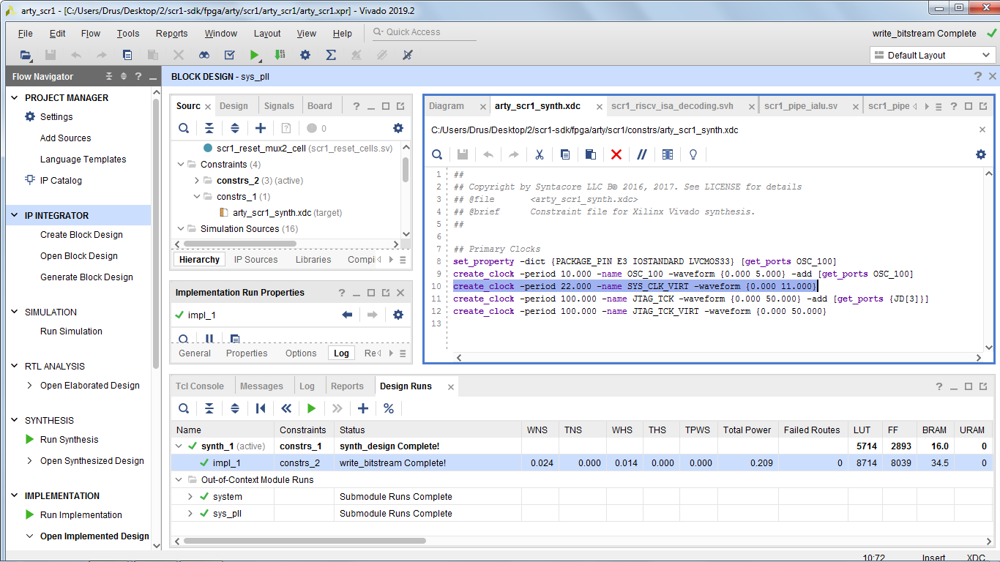 arty_scr1 - [C:/Users/Drus/Desktop/2/scr1-sdk/fpga/arty/scr1/arty_scr1/arty_scr1.xpr] - Vivado 2019.2
File Edit Flow Tools Reports Window Layout View Help Quick Access write_bitstream Complete
Default Layout
Flow Navigator
BLOCK DESIGN - sys_pll
PROJECT MANAGER
Settings
Add Sources
Language Templates
IP Catalog
IP INTEGRATOR
Create Block Design
Open Block Design
Generate Block Design
SIMULATION
Run Simulation
RTL ANALYSIS
Open Elaborated Design
SYNTHESIS
Run Synthesis
Open Synthesized Design
IMPLEMENTATION
Run Implementation
Open Implemented Design
Sourc Design Signals Board
0
scr1_reset_mux2_cell (scr1_reset_cells.sv)
Constraints (4)
constrs_2 (3) (active)
constrs_1 (1)
arty_scr1_synth.xdc (target)
Simulation Sources (16)
Hierarchy IP Sources Libraries Compi
Implementation Run Properties
impl_1
General Properties Options Log Re
Diagram arty_scr1_synth.xdc scr1_riscv_isa_decoding.svh scr1_pipe_ialu.sv scr1_pipe
C:/Users/Drus/Desktop/2/scr1-sdk/fpga/arty/scr1/constrs/arty_scr1_synth.xdc
1 ##
2 ## Copyright by Syntacore LLC В© 2016, 2017. See LICENSE for details
3 ## @file <arty_scr1_synth.xdc>
4 ## @brief Constraint file for Xilinx Vivado synthesis.
5 ##
6
7 ## Primary Clocks
8 set_property -dict {PACKAGE_PIN E3 IOSTANDARD LVCMOS33} [get_ports OSC_100]
9 create_clock -period 10.000 -name OSC_100 -waveform {0.000 5.000} -add [get_ports OSC_100]
10 create_clock -period 22.000 -name SYS_CLK_VIRT -waveform {0.000 11.000}
11 create_clock -period 100.000 -name JTAG_TCK -waveform {0.000 50.000} -add [get_ports {JD[3]}]
12 create_clock -period 100.000 -name JTAG_TCK_VIRT -waveform {0.000 50.000}
13
Tcl Console Messages Log Reports Design Runs
Name Constraints Status WNS TNS WHS THS TPWS Total Power Failed Routes LUT FF BRAM URAM
synth_1 (active) constrs_1 synth_design Complete! 5714 2893 16.0 0
impl_1 constrs_2 write_bitstream Complete! 0.024 0.000 0.014 0.000 0.000 0.209 0 8714 8039 34.5 0
Out-of-Context Module Runs
system Submodule Runs Complete
sys_pll Submodule Runs Complete
10:72 Insert XDC